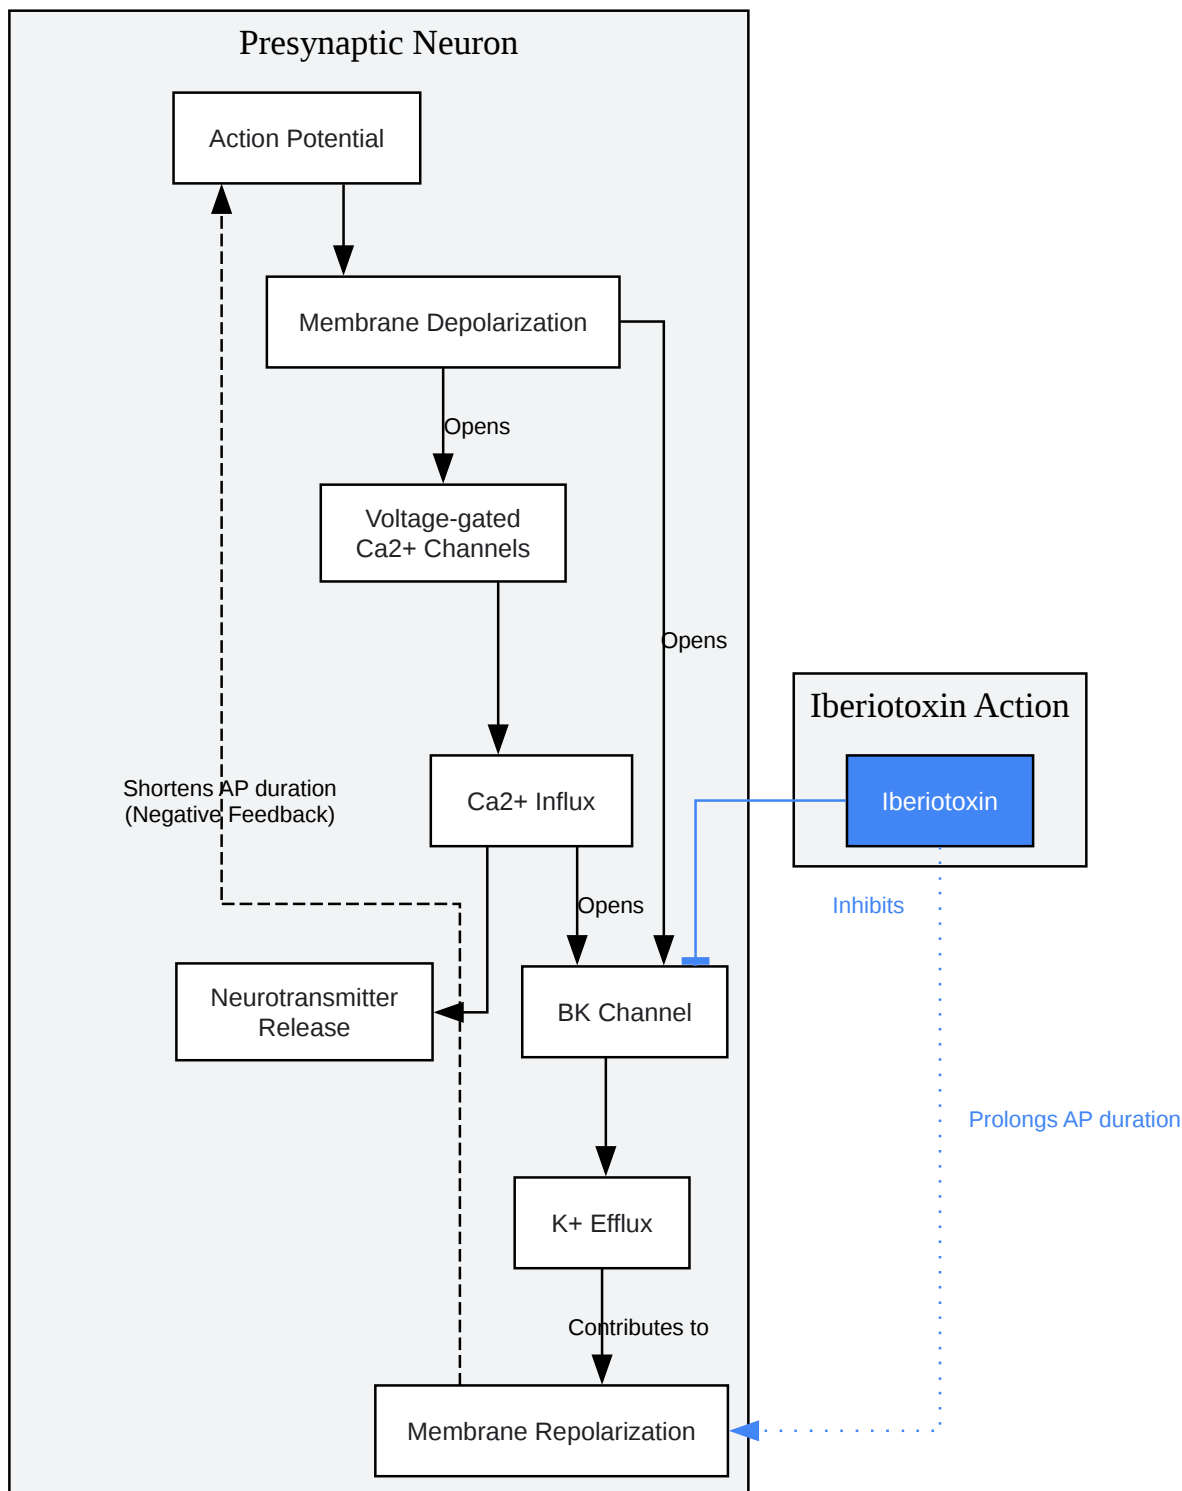 Presynaptic Neuron
Action Potential
Membrane Depolarization
Opens
Voltage-gated
Ca2+ Channels
Opens
Iberiotoxin Action
Shortens AP duration
(Negative Feedback)
Ca2+ Influx
Iberiotoxin
Opens
Inhibits
Neurotransmitter
Release
BK Channel
Prolongs AP duration
K+ Efflux
Contributes to
Membrane Repolarization